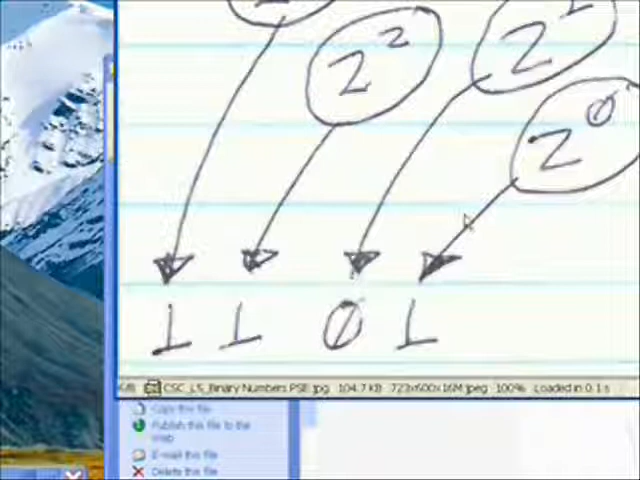 2² 2¹
2⁰
1 1 0 1
CSC_L5_Binary Numbers PSE.jpg 104.7 KB 723x600x16M jpeg 100% Loaded in 0.1 s
Copy this file
Publish this file to the
Web
E-mail this file
Delete this file